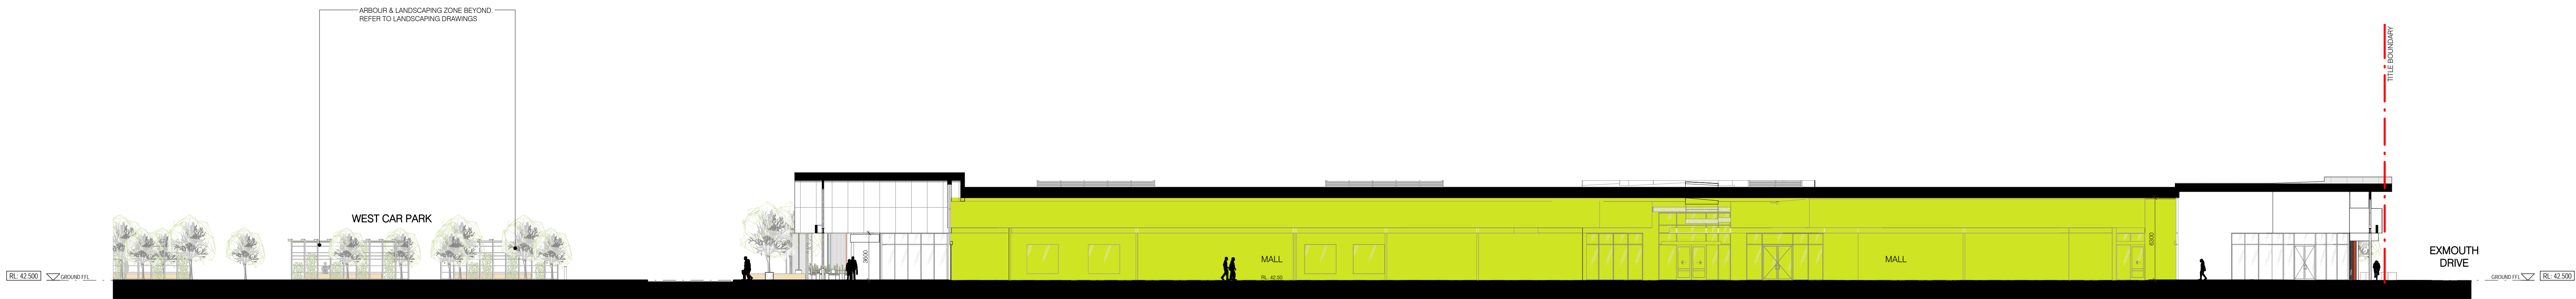 ARBOUR & LANDSCAPING ZONE BEYOND.
REFER TO LANDSCAPING DRAWINGS
TITLE BOUNDARY
WEST CAR PARK
3600
6300
MALL
RL: 42.50
MALL
EXMOUTH
DRIVE
RL: 42.500
GROUND FFL
GROUND FFL
RL: 42.500